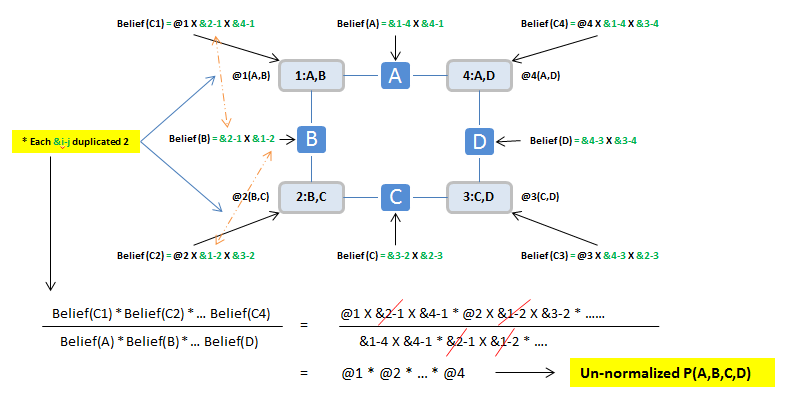 Belief (C1) = @1 X &2-1 X &4-1
Belief (A) = &1-4 X &4-1
Belief (C4) = @4 X &1-4 X &3-4
@1(A,B)
1:A,B
A
4:A,D
@4(A,D)
* Each &i-j duplicated 2
Belief (B) = &2-1 X &1-2
B
D
Belief (D) = &4-3 X &3-4
@2(B,C)
2:B,C
C
3:C,D
@3(C,D)
Belief (C2) = @2 X &1-2 X &3-2
Belief (C) = &3-2 X &2-3
Belief (C3) = @3 X &4-3 X &2-3
Belief(C1) * Belief(C2) * ... Belief(C4)
Belief(A) * Belief(B) * ... Belief(D)
=
@1 X &2-1 X &4-1 * @2 X &1-2 X &3-2 * ......
&1-4 X &4-1 * &2-1 X &1-2 * ....
= @1 * @2 * ... * @4
Un-normalized P(A,B,C,D)